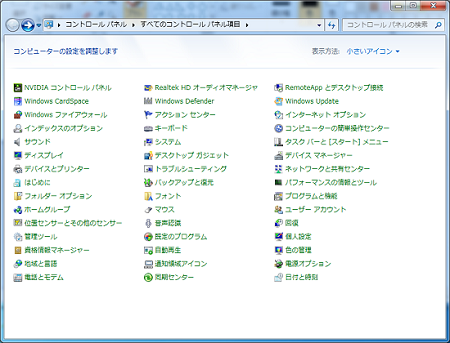 コントロール パネル ▸ すべてのコントロール パネル項目 ▸
コントロール パネルの検索
コンピューターの設定を調整します
表示方法: 小さいアイコン
NVIDIA コントロール パネル
Realtek HD オーディオマネージャ
RemoteApp とデスクトップ接続
Windows CardSpace
Windows Defender
Windows Update
Windows ファイアウォール
アクション センター
インターネット オプション
インデックスのオプション
キーボード
コンピューターの簡単操作センター
サウンド
システム
タスク バーと [スタート] メニュー
ディスプレイ
デスクトップ ガジェット
デバイス マネージャー
デバイスとプリンター
トラブルシューティング
ネットワークと共有センター
はじめに
バックアップと復元
パフォーマンスの情報とツール
フォルダー オプション
フォント
プログラムと機能
ホームグループ
マウス
ユーザー アカウント
位置センサーとその他のセンサー
音声認識
回復
管理ツール
既定のプログラム
個人設定
資格情報マネージャー
自動再生
色の管理
地域と言語
通知領域アイコン
電源オプション
電話とモデム
同期センター
日付と時刻